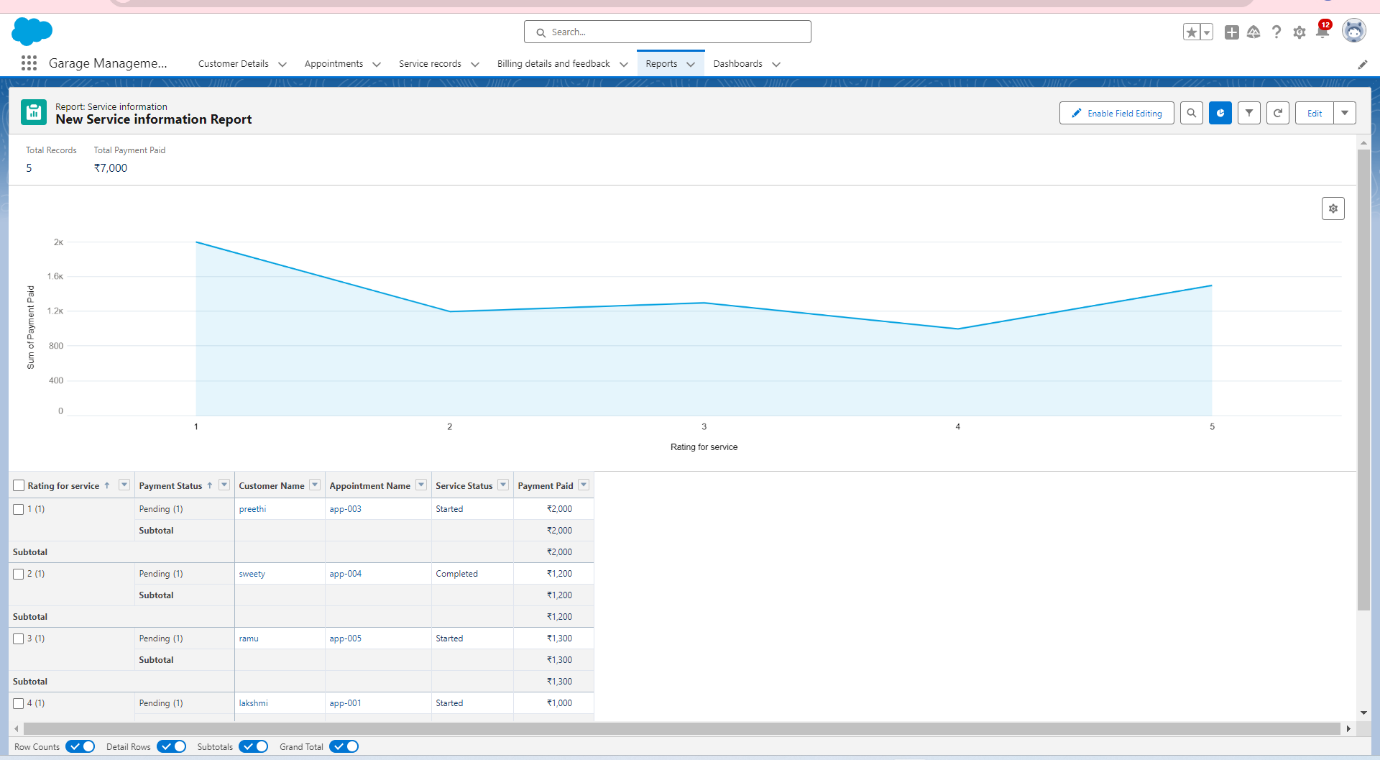 Search...
12
Garage Manageme...
Customer Details
Appointments
Service records
Billing details and feedback
Reports
Dashboards
Report: Service information
New Service information Report
Enable Field Editing
Edit
Total Records
Total Payment Paid
5
₹7,000
2K
1.6K
1.2K
800
400
0
Sum of Payment Paid
1 2 3 4 5
Rating for service
Rating for service ↑ Payment Status ↑ Customer Name Appointment Name Service Status Payment Paid
1 (1) Pending (1) preethi app-003 Started ₹2,000
Subtotal ₹2,000
Subtotal ₹2,000
2 (1) Pending (1) sweety app-004 Completed ₹1,200
Subtotal ₹1,200
Subtotal ₹1,200
3 (1) Pending (1) ramu app-005 Started ₹1,300
Subtotal ₹1,300
Subtotal ₹1,300
4 (1) Pending (1) lakshmi app-001 Started ₹1,000
Row Counts Detail Rows Subtotals Grand Total